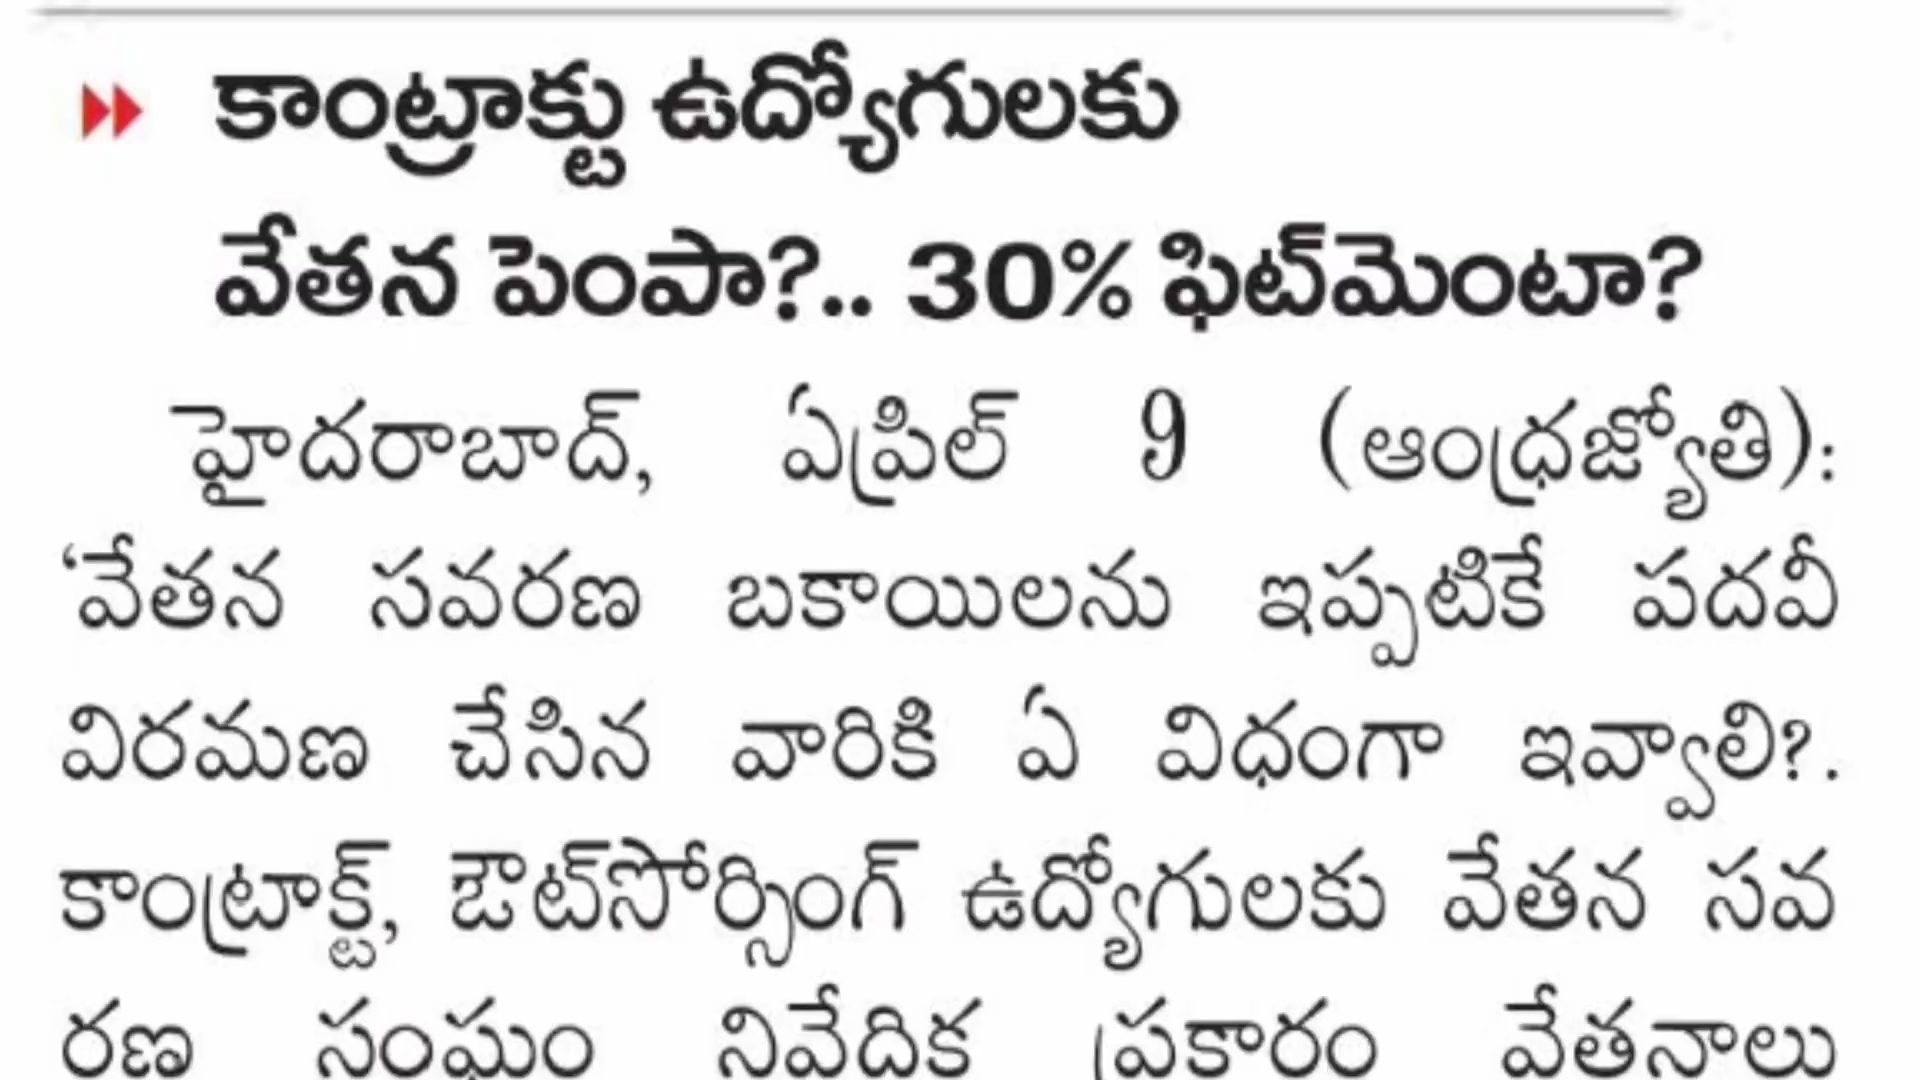 కాంట్రాక్టు ఉద్యోగులకు
వేతన పెంపా?.. 30% ఫిట్‌మెంటా?
హైదరాబాద్, ఏప్రిల్ 9 (ఆంధ్రజ్యోతి):
‘వేతన సవరణ బకాయిలను ఇప్పటికే పదవీ
విరమణ చేసిన వారికి ఏ విధంగా ఇవ్వాలి?.
కాంట్రాక్ట్, ఔట్‌సోర్సింగ్ ఉద్యోగులకు వేతన సవ
రణ సంఘం నివేదిక ప్రకారం వేతనాలు